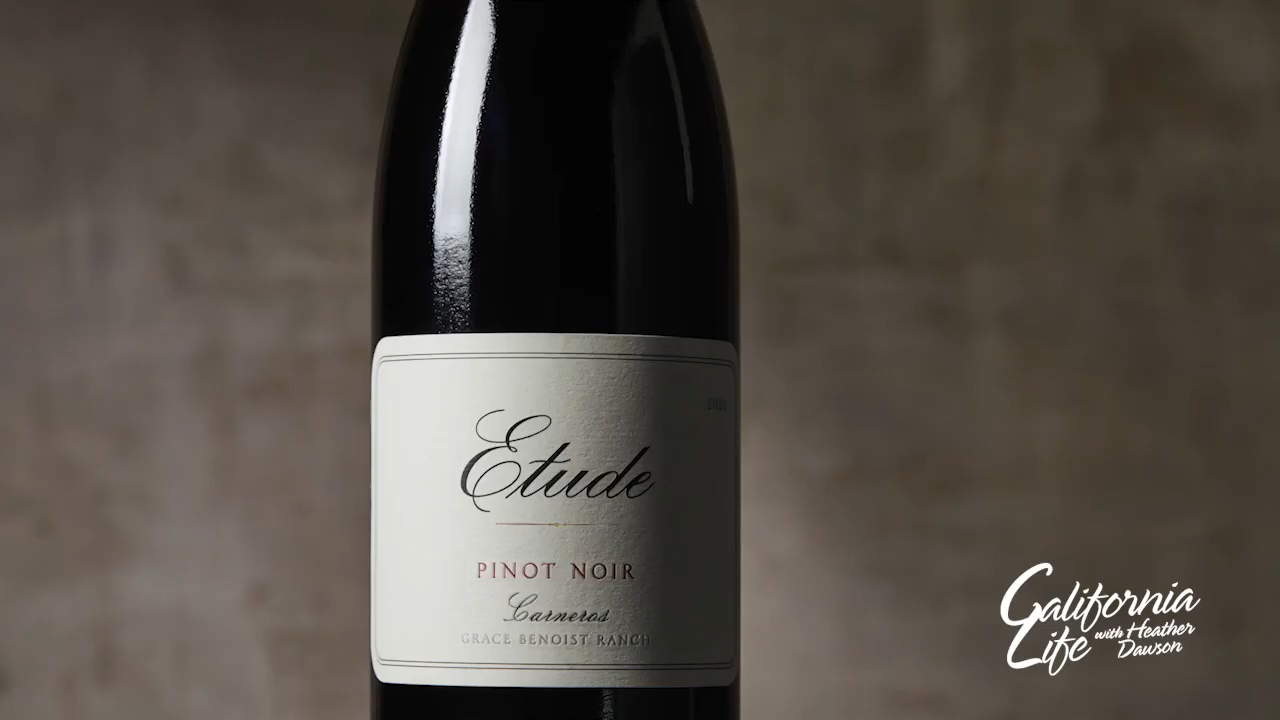 Etude
PINOT NOIR
Carneros
GRACE BENOIST RANCH
California
Life with Heather
Dawson